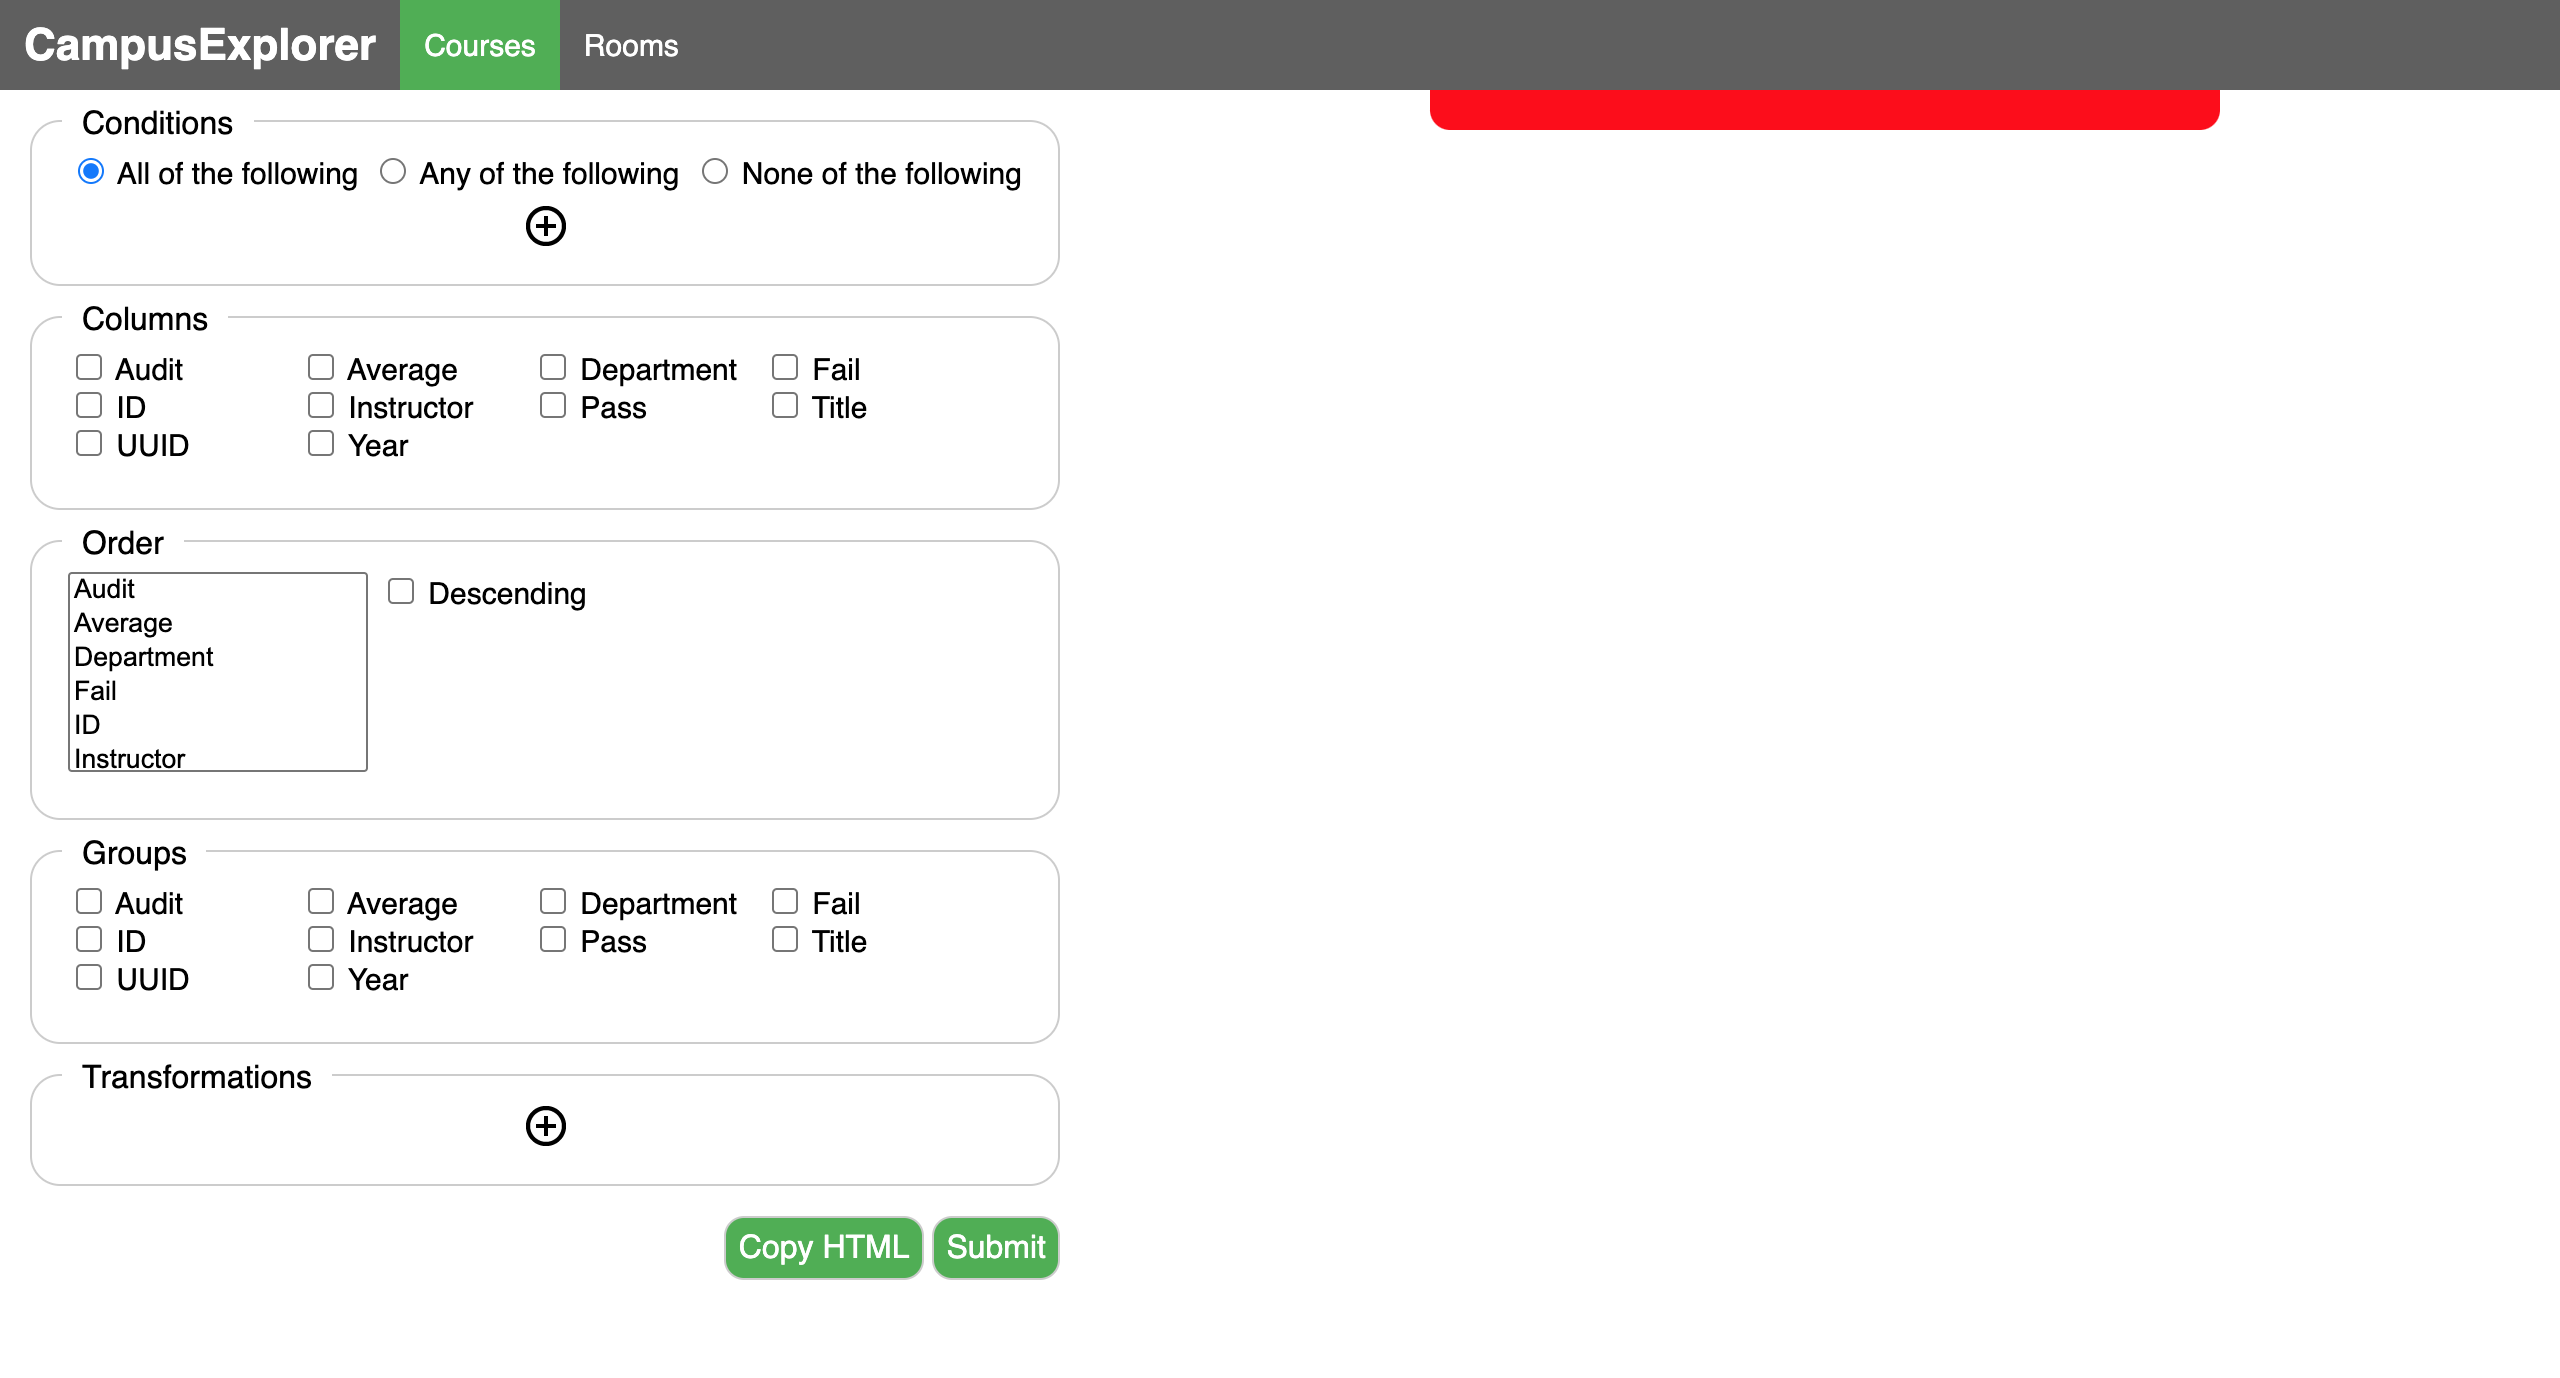 CampusExplorer Courses Rooms
Conditions
All of the following Any of the following None of the following
Columns
Audit Average Department Fail
ID Instructor Pass Title
UUID Year
Order
Audit
Average
Department
Fail
ID
Instructor
Descending
Groups
Audit Average Department Fail
ID Instructor Pass Title
UUID Year
Transformations
Copy HTML Submit